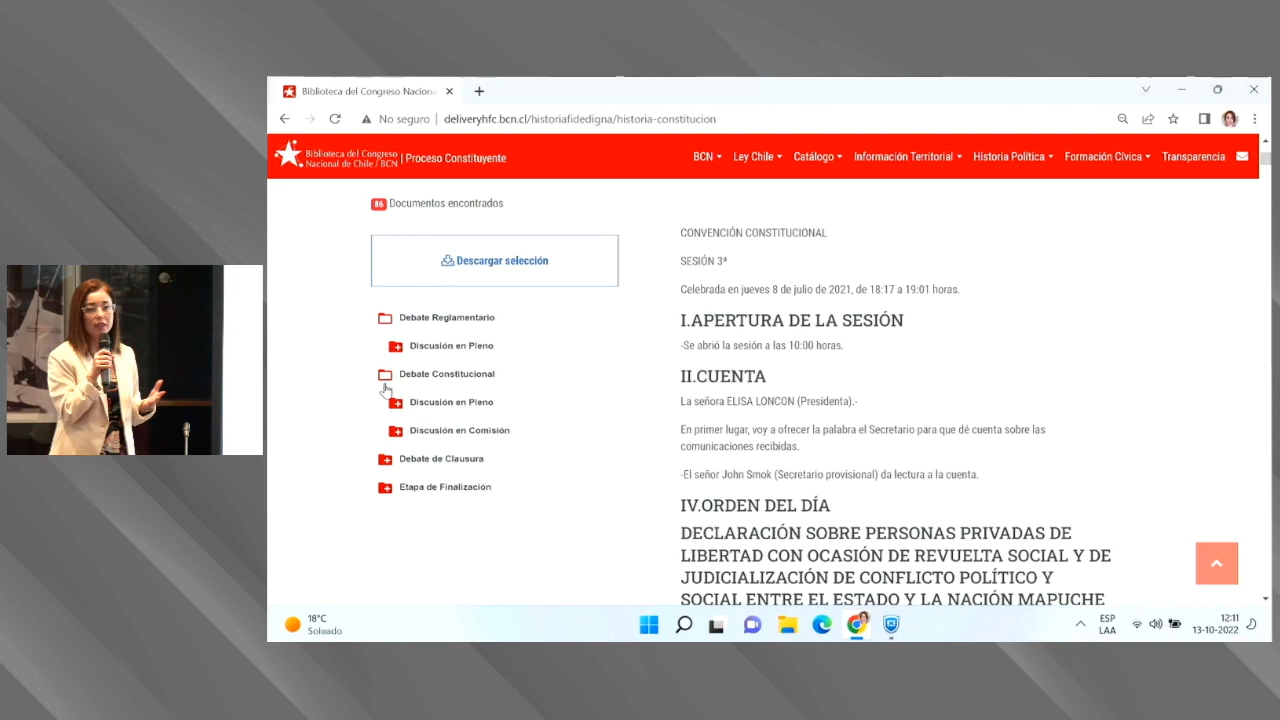 Biblioteca del Congreso Naciona
No seguro
deliveryhfc.bcn.cl/historiafidedigna/historia-constitucion
Biblioteca del Congreso
Nacional de Chile / BCN
| Proceso Constituyente
BCN
Ley Chile
Catálogo
Información Territorial
Historia Política
Formación Cívica
Transparencia
86 Documentos encontrados
Descargar selección
Debate Reglamentario
Discusión en Pleno
Debate Constitucional
Discusión en Pleno
Discusión en Comisión
Debate de Clausura
Etapa de Finalización
CONVENCIÓN CONSTITUCIONAL
SESIÓN 3ª
Celebrada en jueves 8 de julio de 2021, de 18:17 a 19:01 horas.
I.APERTURA DE LA SESIÓN
-Se abrió la sesión a las 10:00 horas.
II.CUENTA
La señora ELISA LONCON (Presidenta).-
En primer lugar, voy a ofrecer la palabra el Secretario para que dé cuenta sobre las
comunicaciones recibidas.
-El señor John Smok (Secretario provisional) da lectura a la cuenta.
IV.ORDEN DEL DÍA
DECLARACIÓN SOBRE PERSONAS PRIVADAS DE
LIBERTAD CON OCASIÓN DE REVUELTA SOCIAL Y DE
JUDICIALIZACIÓN DE CONFLICTO POLÍTICO Y
SOCIAL ENTRE EL ESTADO Y LA NACIÓN MAPUCHE
18°C
Soleado
ESP
LAA
12:11
13-10-2022